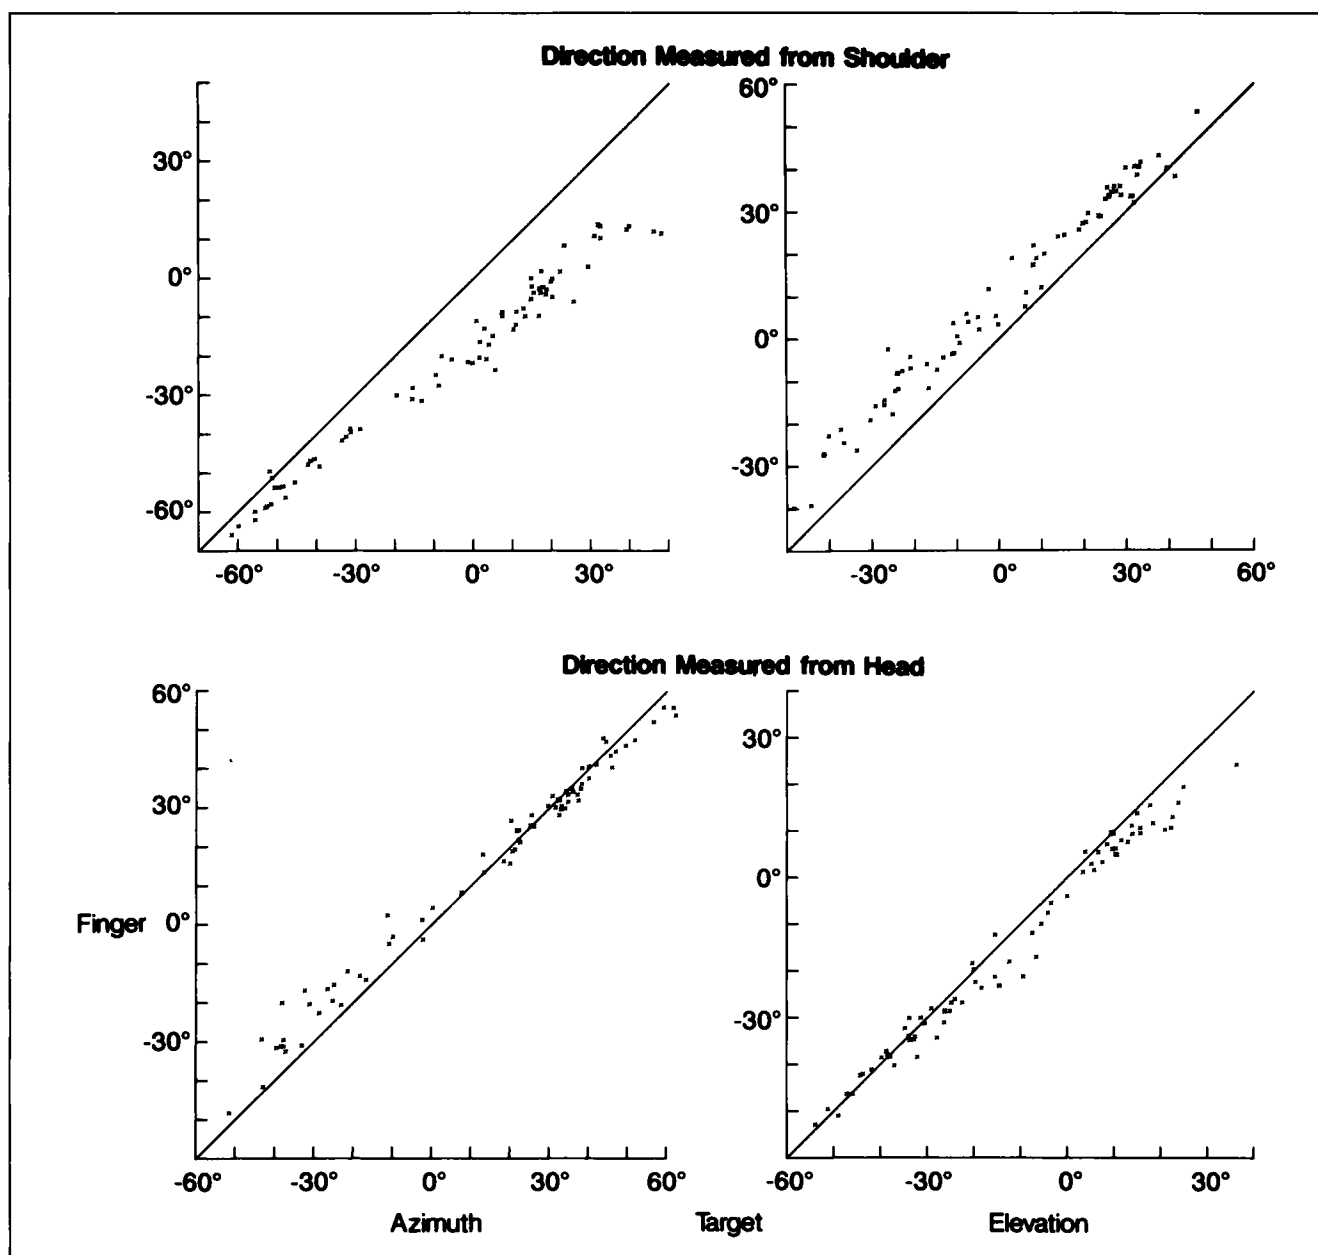 Direction Measured from Shoulder
60°
30°
30°
0°
0°
-30°
-30°
-60°
-60° -30° 0° 30° -30° 0° 30° 60°
Direction Measured from Head
60°
30°
30°
0°
Finger 0°
-30°
-30°
-60° -30° 0° 30° 60° -60° -30° 0° 30°
Azimuth Target Elevation